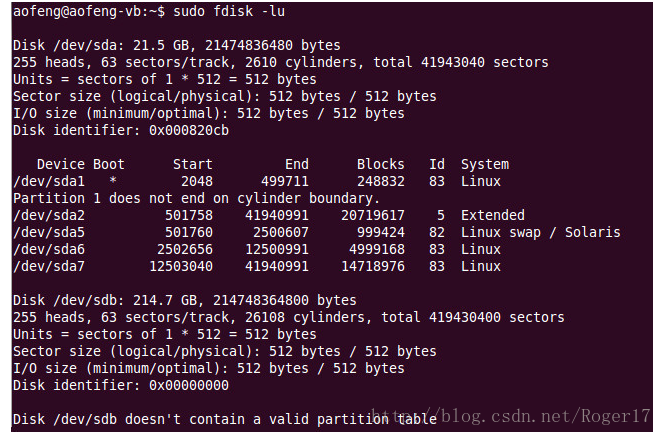 aofeng@aofeng-vb:~$ sudo fdisk -lu
Disk /dev/sda: 21.5 GB, 21474836480 bytes
255 heads, 63 sectors/track, 2610 cylinders, total 41943040 sectors
Units = sectors of 1 * 512 = 512 bytes
Sector size (logical/physical): 512 bytes / 512 bytes
I/O size (minimum/optimal): 512 bytes / 512 bytes
Disk identifier: 0x000820cb
Device Boot Start End Blocks Id System
/dev/sda1 * 2048 499711 248832 83 Linux
Partition 1 does not end on cylinder boundary.
/dev/sda2 501758 41940991 20719617 5 Extended
/dev/sda5 501760 2500607 999424 82 Linux swap / Solaris
/dev/sda6 2502656 12500991 4999168 83 Linux
/dev/sda7 12503040 41940991 14718976 83 Linux
Disk /dev/sdb: 214.7 GB, 214748364800 bytes
255 heads, 63 sectors/track, 26108 cylinders, total 419430400 sectors
Units = sectors of 1 * 512 = 512 bytes
Sector size (logical/physical): 512 bytes / 512 bytes
I/O size (minimum/optimal): 512 bytes / 512 bytes
Disk identifier: 0x00000000
Disk /dev/sdb doesn't contain a valid partition table
http://blog.csdn.net/Roger17